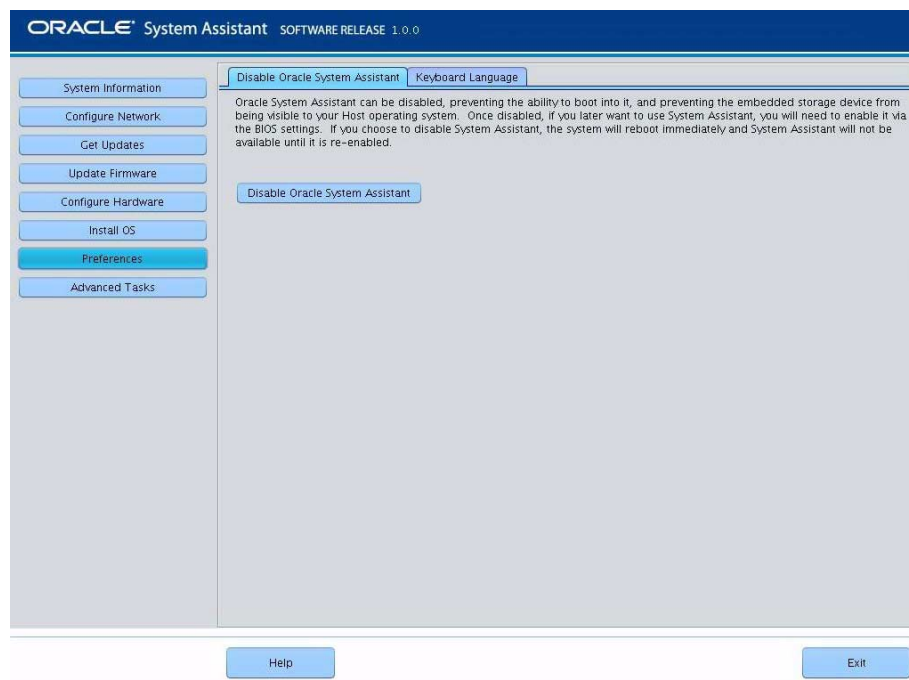 ORACLE System Assistant SOFTWARE RELEASE 1.0.0
System Information
Configure Network
Get Updates
Update Firmware
Configure Hardware
Install OS
Preferences
Advanced Tasks
Disable Oracle System Assistant Keyboard Language
Oracle System Assistant can be disabled, preventing the ability to boot into it, and preventing the embedded storage device from
being visible to your Host operating system. Once disabled, if you later want to use System Assistant, you will need to enable it via
the BIOS settings. If you choose to disable System Assistant, the system will reboot immediately and System Assistant will not be
available until it is re-enabled.
Disable Oracle System Assistant
Help
Exit